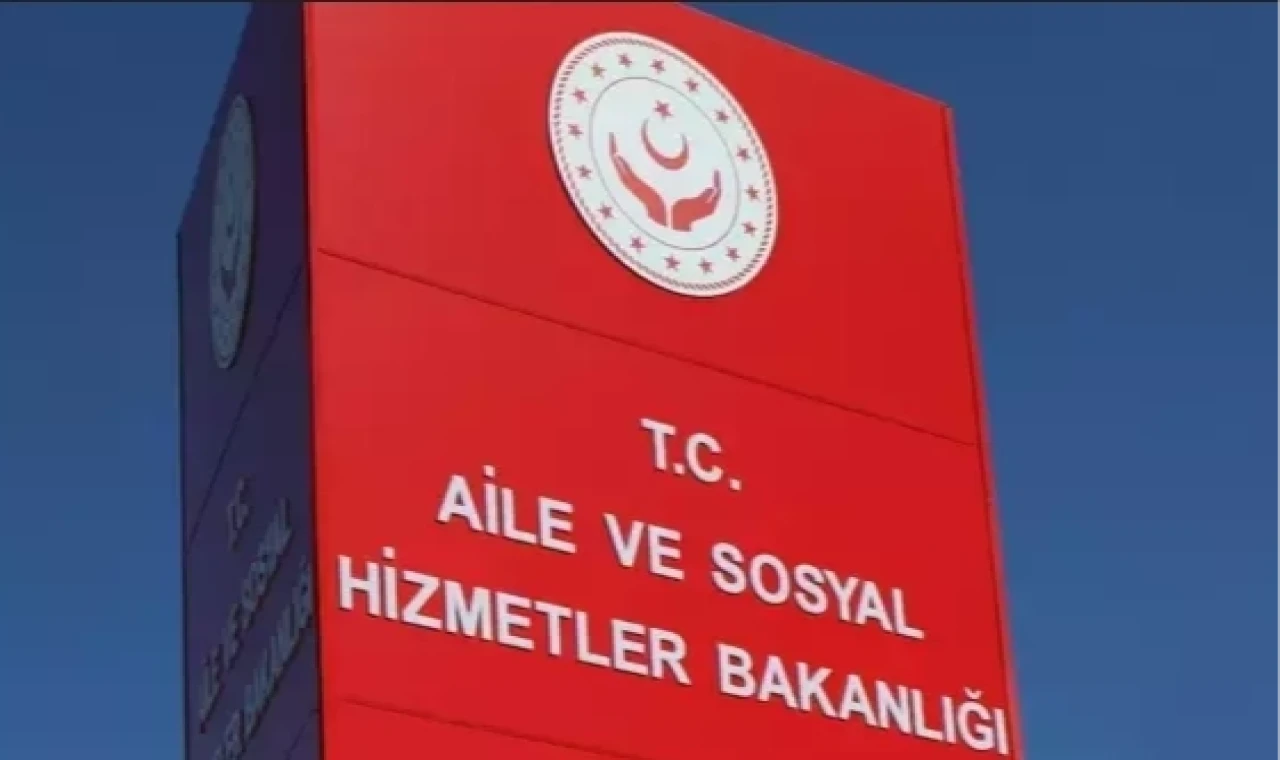 T.C.
AİLE VE SOSYAL
HİZMETLER BAKANLIĞI